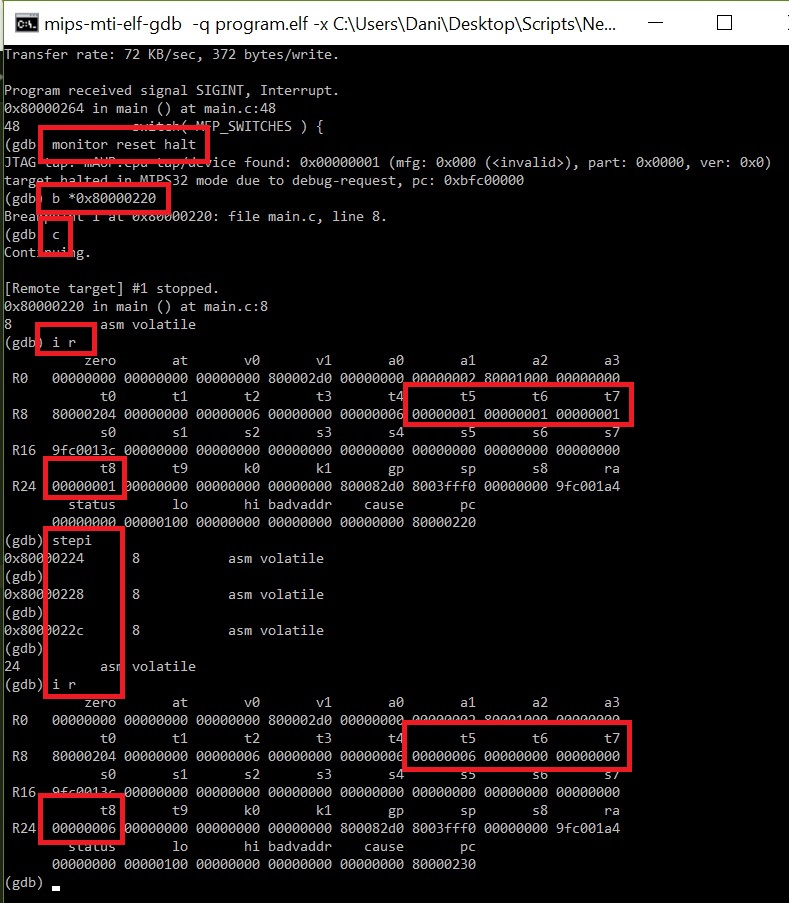 mips-mti-elf-gdb -q program.elf -x C:\Users\Dani\Desktop\Scripts\Ne...
Transfer rate: 72 KB/sec, 372 bytes/write.
Program received signal SIGINT, Interrupt.
0x80000264 in main () at main.c:48
48 switch( MFP_SWITCHES ) {
(gdb) monitor reset halt
JTAG tap: mAUP.cpu tap/device found: 0x00000001 (mfg: 0x000 (<invalid>), part: 0x0000, ver: 0x0)
target halted in MIPS32 mode due to debug-request, pc: 0xbfc00000
(gdb) b *0x80000220
Breakpoint 1 at 0x80000220: file main.c, line 8.
(gdb) c
Continuing.
[Remote target] #1 stopped.
0x80000220 in main () at main.c:8
8 asm volatile
(gdb) i r
zero at v0 v1 a0 a1 a2 a3
R0 00000000 00000000 00000000 800002d0 00000000 00000002 80001000 00000000
t0 t1 t2 t3 t4 t5 t6 t7
R8 80000204 00000000 00000006 00000000 00000006 00000001 00000001 00000001
s0 s1 s2 s3 s4 s5 s6 s7
R16 9fc0013c 00000000 00000000 00000000 00000000 00000000 00000000 00000000
t8 t9 k0 k1 gp sp s8 ra
R24 00000001 00000000 00000000 00000000 800082d0 8003fff0 00000000 9fc001a4
status lo hi badvaddr cause pc
00000000 00000100 00000000 00000000 00000000 80000220
(gdb) stepi
0x80000224 8 asm volatile
(gdb)
0x80000228 8 asm volatile
(gdb)
0x8000022c 8 asm volatile
(gdb)
24 asm volatile
(gdb) i r
zero at v0 v1 a0 a1 a2 a3
R0 00000000 00000000 00000000 800002d0 00000000 00000002 80001000 00000000
t0 t1 t2 t3 t4 t5 t6 t7
R8 80000204 00000000 00000006 00000000 00000006 00000006 00000000 00000000
s0 s1 s2 s3 s4 s5 s6 s7
R16 9fc0013c 00000000 00000000 00000000 00000000 00000000 00000000 00000000
t8 t9 k0 k1 gp sp s8 ra
R24 00000006 00000000 00000000 00000000 800082d0 8003fff0 00000000 9fc001a4
status lo hi badvaddr cause pc
00000000 00000100 00000000 00000000 00000000 80000230
(gdb)